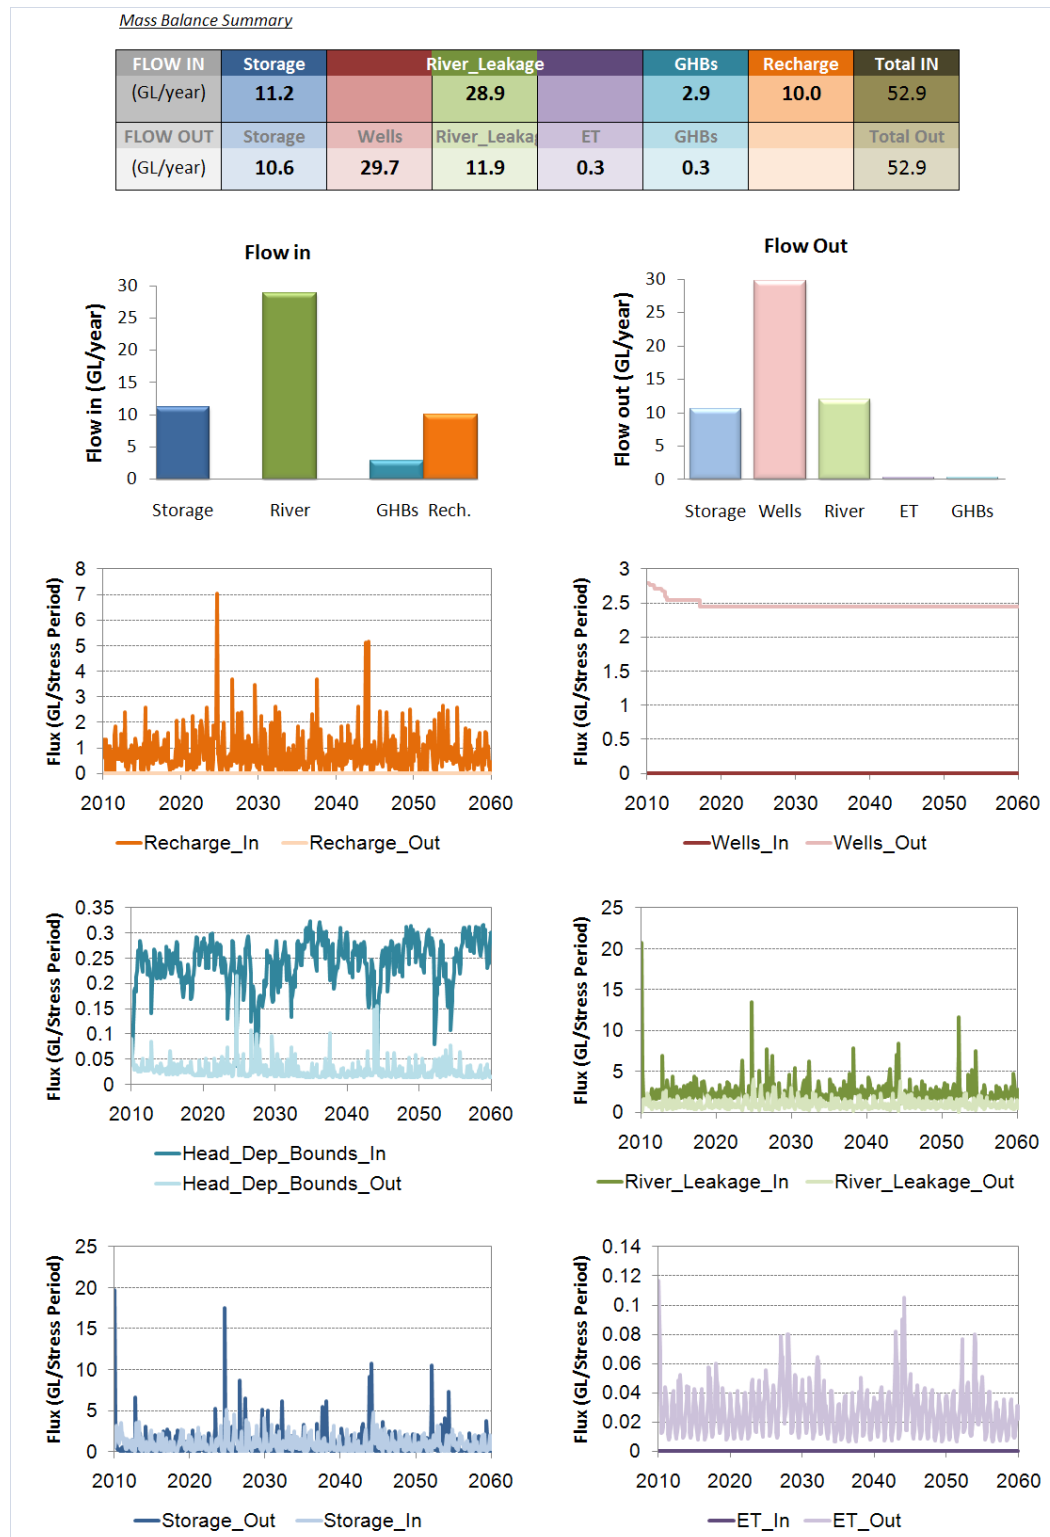 Mass Balance Summary
FLOW IN Storage River_Leakage GHBs Recharge Total IN
(GL/year) 11.2 28.9 2.9 10.0 52.9
FLOW OUT Storage Wells River_Leakag ET GHBs Total Out
(GL/year) 10.6 29.7 11.9 0.3 0.3 52.9
Flow in
Flow in (GL/year)
30
25
20
15
10
5
0
Storage River GHBs Rech.
Flow Out
Flow out (GL/year)
30
25
20
15
10
5
0
Storage Wells River ET GHBs
Flux (GL/Stress Period)
8
7
6
5
4
3
2
1
0
2010 2020 2030 2040 2050 2060
Recharge_In Recharge_Out
Flux (GL/Stress Period)
3
2.5
2
1.5
1
0.5
0
2010 2020 2030 2040 2050 2060
Wells_In Wells_Out
Flux (GL/Stress Period)
0.35
0.3
0.25
0.2
0.15
0.1
0.05
0
2010 2020 2030 2040 2050 2060
Head_Dep_Bounds_In
Head_Dep_Bounds_Out
Flux (GL/Stress Period)
25
20
15
10
5
0
2010 2020 2030 2040 2050 2060
River_Leakage_In River_Leakage_Out
Flux (GL/Stress Period)
25
20
15
10
5
0
2010 2020 2030 2040 2050 2060
Storage_Out Storage_In
Flux (GL/Stress Period)
0.14
0.12
0.1
0.08
0.06
0.04
0.02
0
2010 2020 2030 2040 2050 2060
ET_In ET_Out